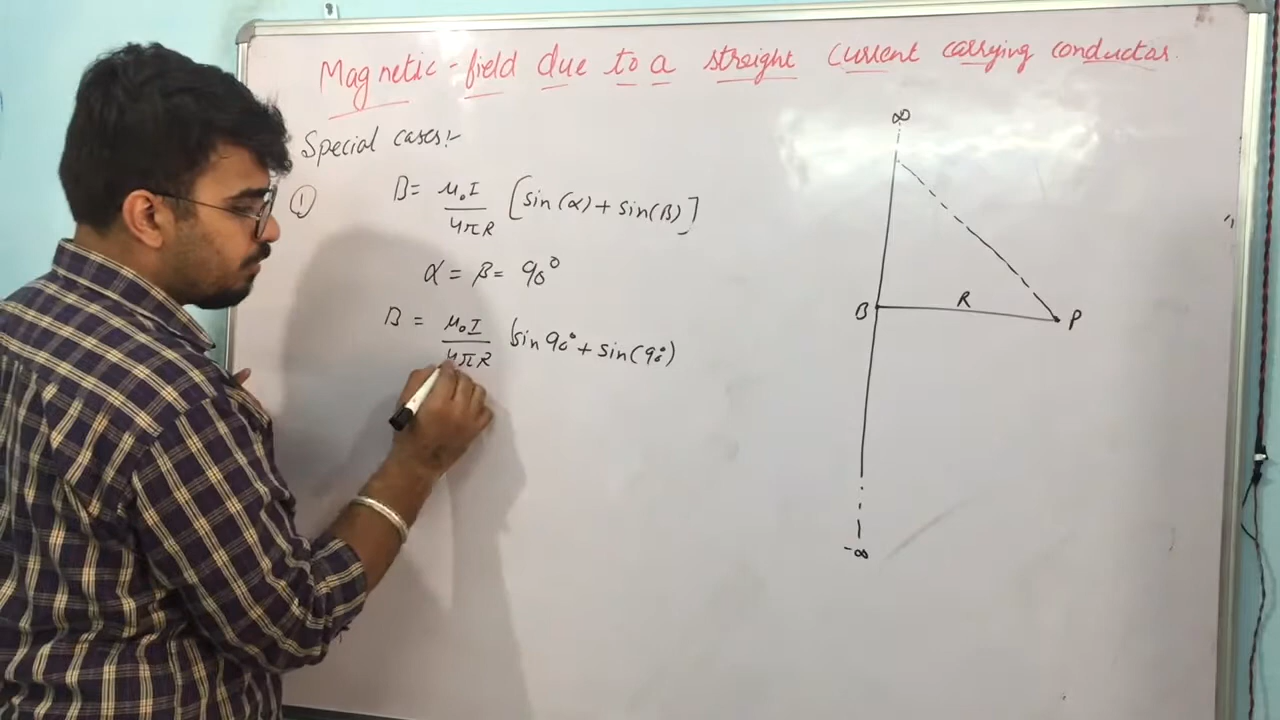 Magnetic-field due to a streight current carrying conductor.
Special cases:-
①
B = μ₀I / 4πR [sin(α) + sin(β)]
α = β = 90°
B = μ₀I / 4πR (sin 90° + sin(90°)
∞
B
R
P
-∞